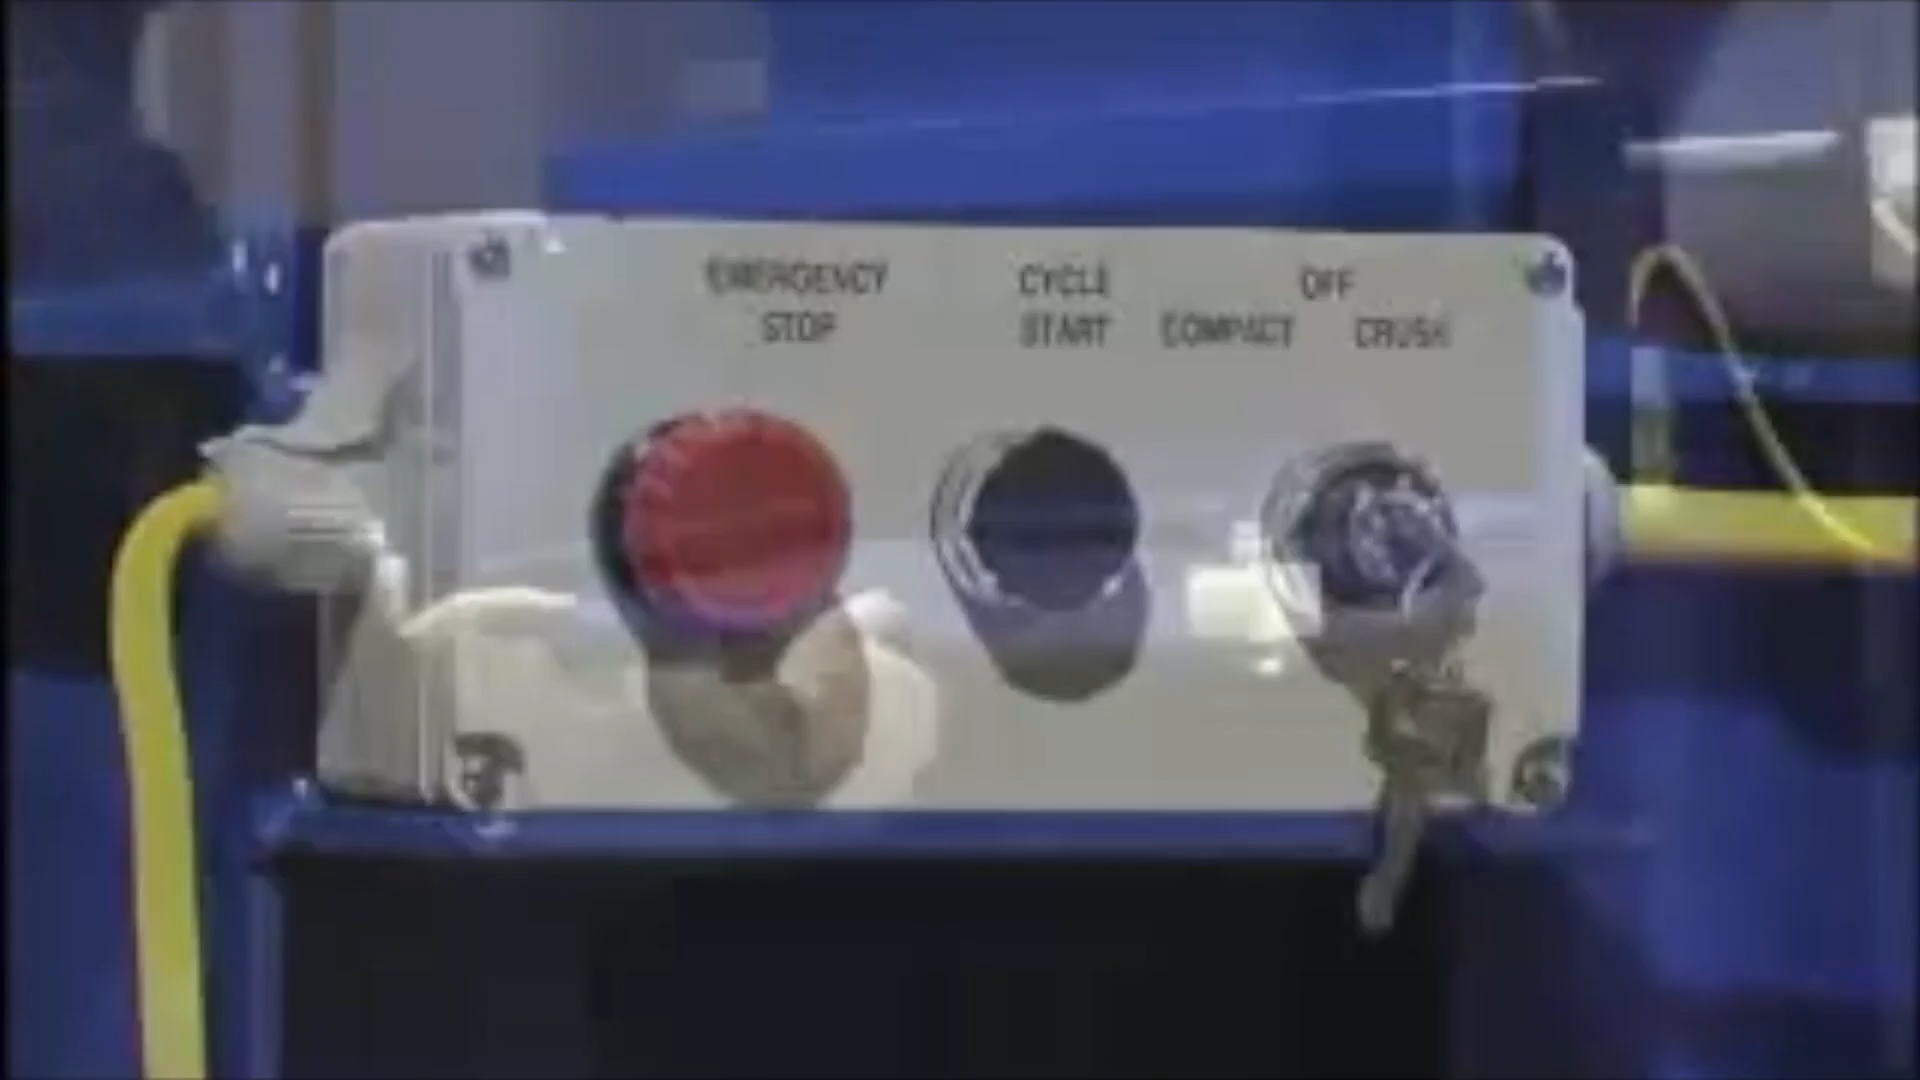 EMERGENCY
STOP
CYCLE
START
OFF
COMPACT CRUSH